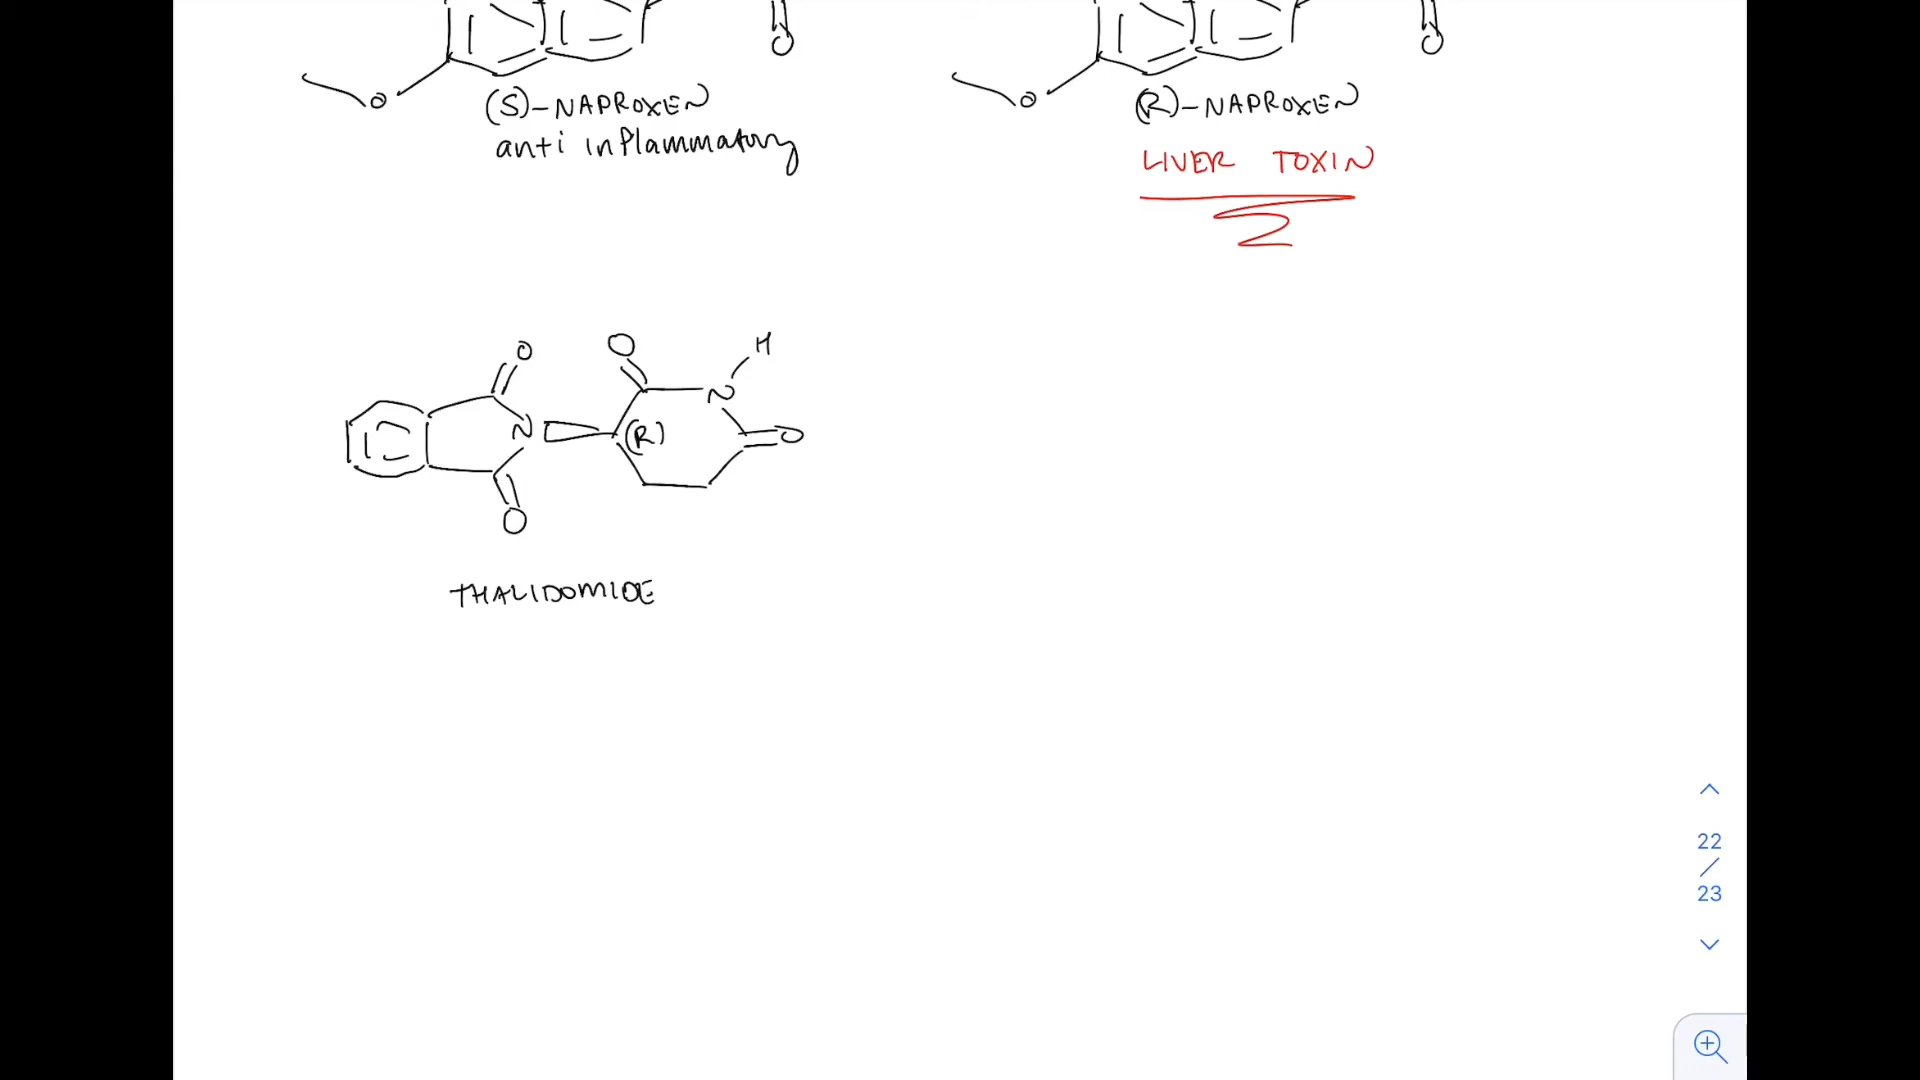 O
O
O
(S)-NAPROXEN
anti inflammatory
O
(R)-NAPROXEN
LIVER TOXIN
O
O
H
N
N
(R)
O
O
THALIDOMIDE
22
/
23